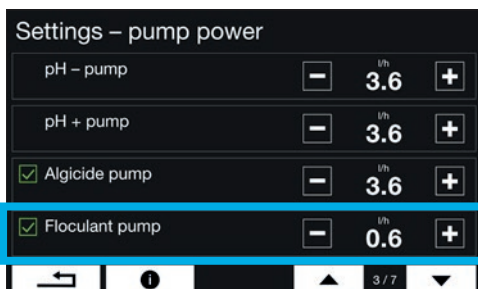 Settings – pump power
pH – pump
l/h
3.6
pH + pump
l/h
3.6
Algicide pump
l/h
3.6
Floculant pump
l/h
0.6
3 / 7